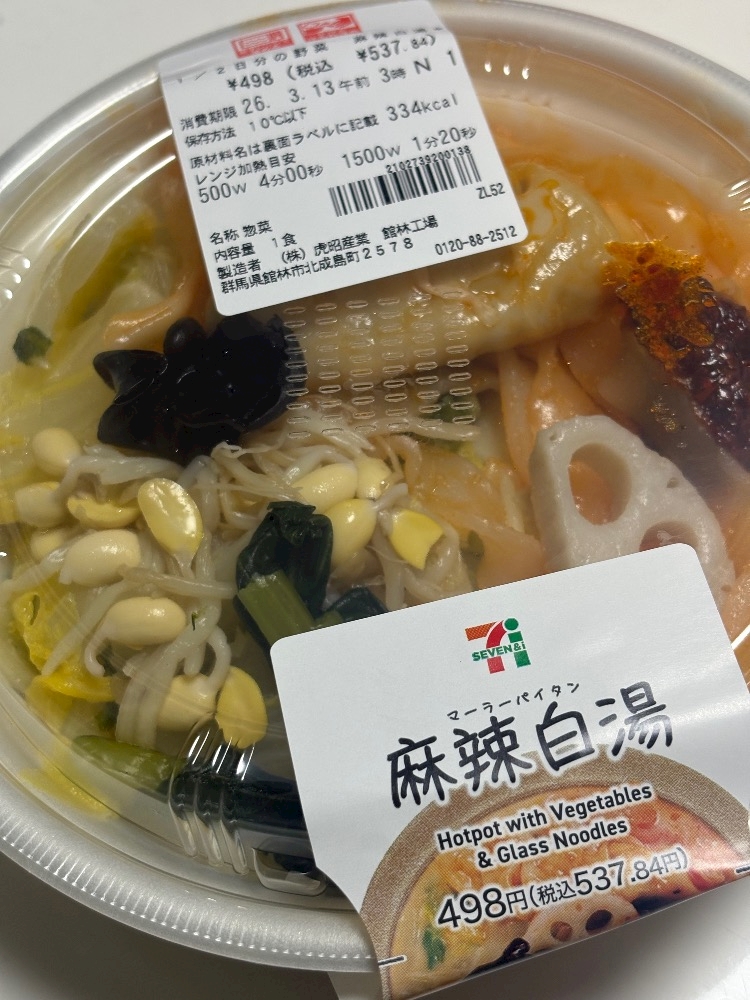 1／2日分の野菜 麻辣白湯
¥498 (税込 ¥537.84)
消費期限 26. 3.13午前 3時 N 1
保存方法 10℃以下
原材料名は裏面ラベルに記載 334kcal
レンジ加熱目安
500w 4分00秒 1500w 1分20秒
2102739200138
ZL52
名称 惣菜
内容量 1食
製造者 (株) 虎昭産業 館林工場
群馬県館林市北成島町2578 0120-88-2512
SEVEN&i
マーラーパイタン
麻辣白湯
Hotpot with Vegetables
& Glass Noodles
498円(税込537.84円)